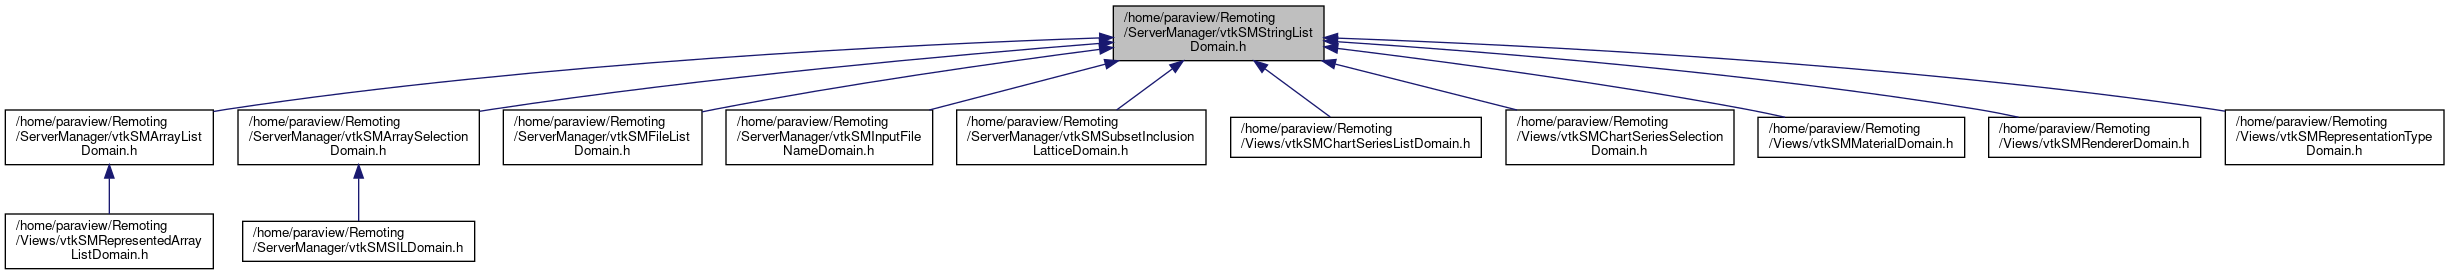 /home/paraview/Remoting
/ServerManager/vtkSMStringList
Domain.h
/home/paraview/Remoting
/ServerManager/vtkSMArrayList
Domain.h
/home/paraview/Remoting
/ServerManager/vtkSMArraySelection
Domain.h
/home/paraview/Remoting
/ServerManager/vtkSMFileList
Domain.h
/home/paraview/Remoting
/ServerManager/vtkSMInputFile
NameDomain.h
/home/paraview/Remoting
/ServerManager/vtkSMSubsetInclusion
LatticeDomain.h
/home/paraview/Remoting
/Views/vtkSMChartSeriesListDomain.h
/home/paraview/Remoting
/Views/vtkSMChartSeriesSelection
Domain.h
/home/paraview/Remoting
/Views/vtkSMMaterialDomain.h
/home/paraview/Remoting
/Views/vtkSMRendererDomain.h
/home/paraview/Remoting
/Views/vtkSMRepresentationType
Domain.h
/home/paraview/Remoting
/Views/vtkSMRepresentedArray
ListDomain.h
/home/paraview/Remoting
/ServerManager/vtkSMSILDomain.h